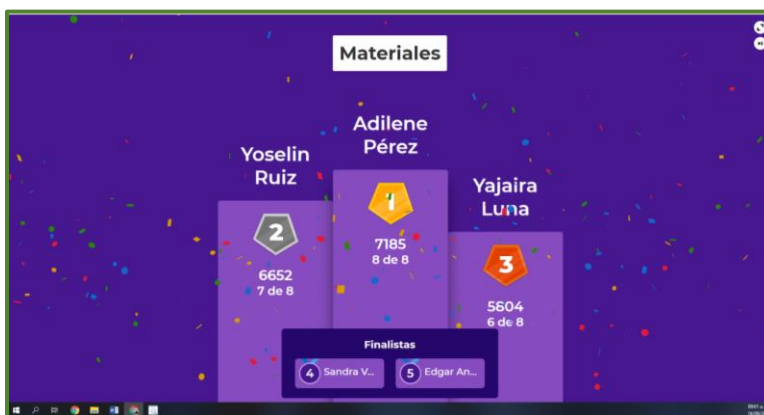 Materiales
Adilene
Pérez
Yoselin
Ruiz
Yajaira
Luna
1
7185
8 de 8
2
6652
7 de 8
3
5604
6 de 8
Finalistas
4 Sandra V...
5 Edgar An...